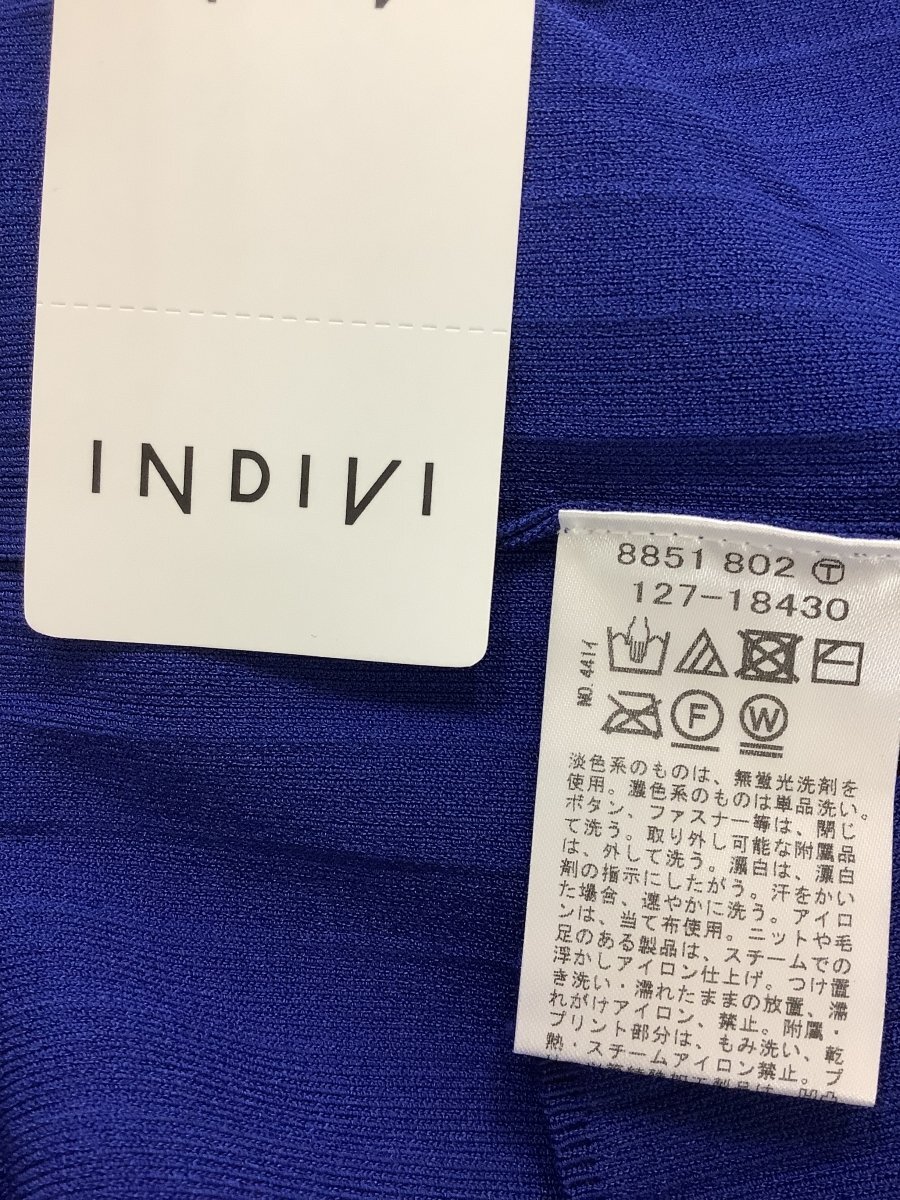 INDIVI
8851 802 Ⓣ
127-18430
NO.441イ
F W
淡色系のものは、無蛍光洗剤を
使用。濃色系のものは単品洗い。
ボタン、ファスナー等は、閉じ
て洗う。取り外し可能な附属品
は、外して洗う。漂白は、漂白
剤の指示にしたがう。汗をかい
た場合、速やかに洗う。アイロ
ンは、当て布使用。ニットや毛
足のある製品は、スチームでの
浮かしアイロン仕上げ。つけ置
き洗い・濡れたままの放置、濡
れがけアイロン、禁止。附属・
プリント部分は、もみ洗い、乾
熱・スチームアイロン禁止。プ